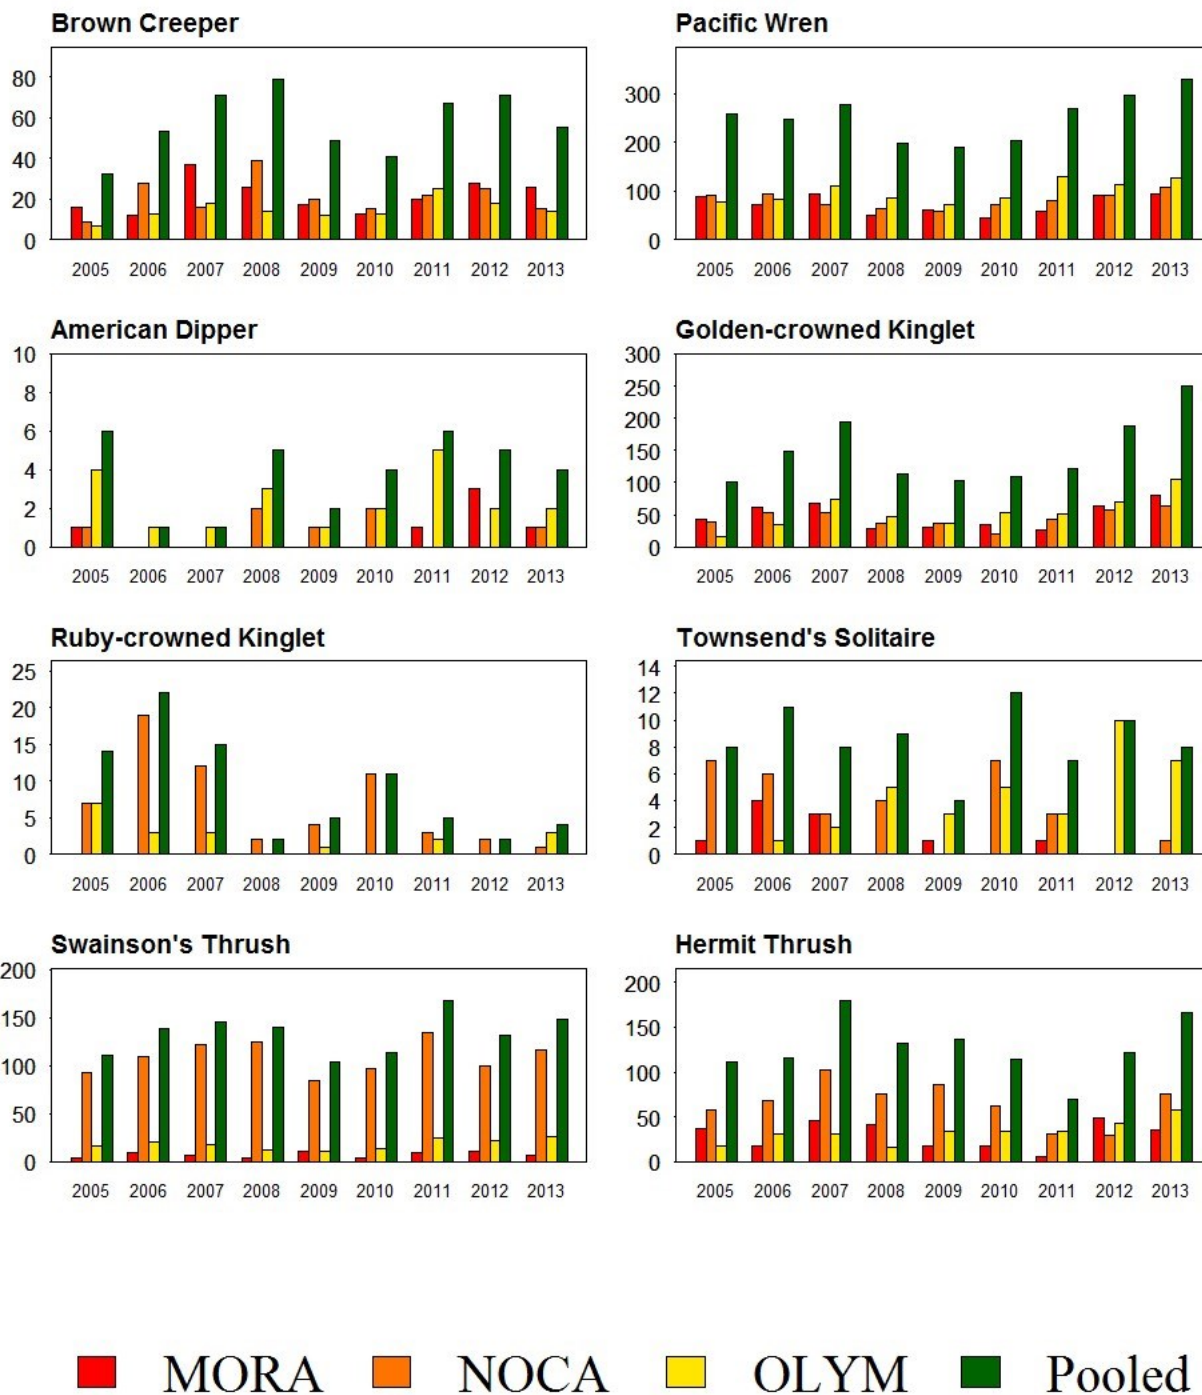 Brown Creeper
80
60
40
20
0
2005 2006 2007 2008 2009 2010 2011 2012 2013
Pacific Wren
300
200
100
0
2005 2006 2007 2008 2009 2010 2011 2012 2013
American Dipper
10
8
6
4
2
0
2005 2006 2007 2008 2009 2010 2011 2012 2013
Golden-crowned Kinglet
300
250
200
150
100
50
0
2005 2006 2007 2008 2009 2010 2011 2012 2013
Ruby-crowned Kinglet
25
20
15
10
5
0
2005 2006 2007 2008 2009 2010 2011 2012 2013
Townsend's Solitaire
14
12
10
8
6
4
2
0
2005 2006 2007 2008 2009 2010 2011 2012 2013
Swainson's Thrush
200
150
100
50
0
2005 2006 2007 2008 2009 2010 2011 2012 2013
Hermit Thrush
200
150
100
50
0
2005 2006 2007 2008 2009 2010 2011 2012 2013
MORA NOCA OLYM Pooled